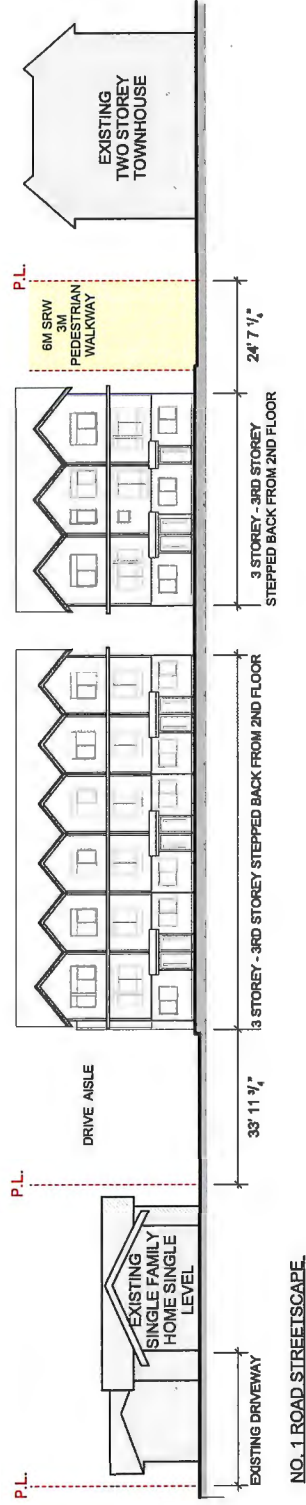 P.L.
EXISTING DRIVEWAY
EXISTING
SINGLE FAMILY
HOME SINGLE
LEVEL
P.L.
DRIVE AISLE
33' 11 3/4"
3 STOREY - 3RD STOREY STEPPED BACK FROM 2ND FLOOR
3 STOREY - 3RD STOREY
STEPPED BACK FROM 2ND FLOOR
6M SRW
3M
PEDESTRIAN
WALKWAY
24' 7 1/4"
P.L.
EXISTING
TWO STOREY
TOWNHOUSE
NO. 1 ROAD STREETSCAPE